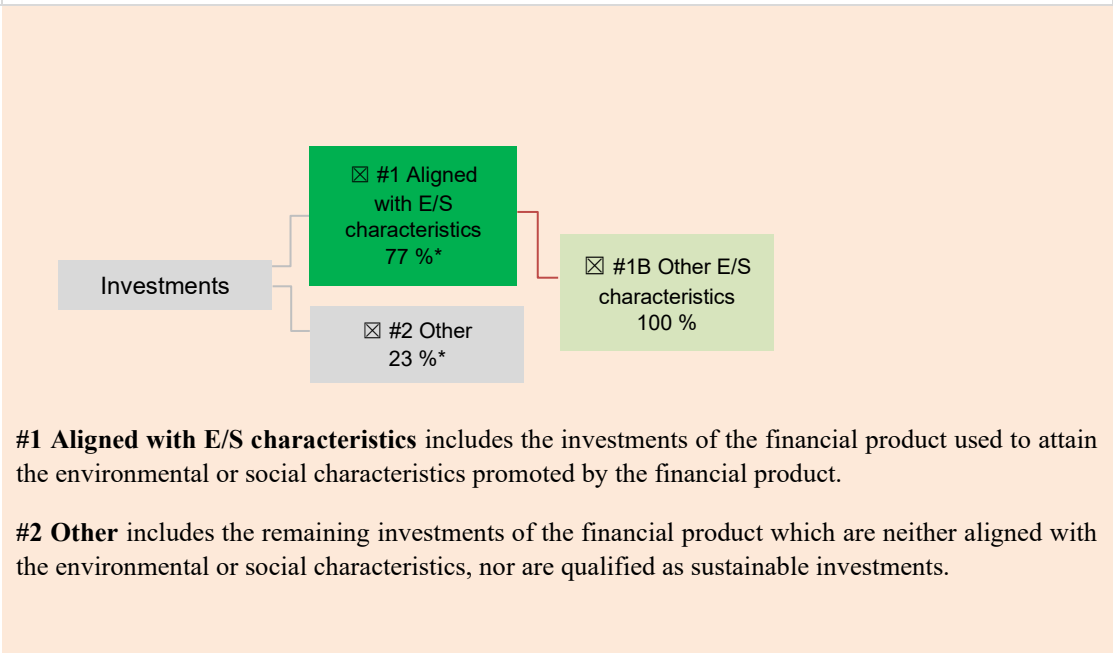 ☒ #1 Aligned
with E/S
characteristics
77 %*
Investments
☒ #1B Other E/S
characteristics
100 %
☒ #2 Other
23 %*
#1 Aligned with E/S characteristics includes the investments of the financial product used to attain
the environmental or social characteristics promoted by the financial product.
#2 Other includes the remaining investments of the financial product which are neither aligned with
the environmental or social characteristics, nor are qualified as sustainable investments.